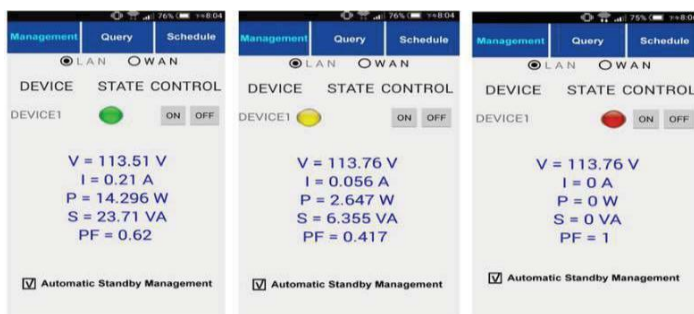 76% 8:04
Management Query Schedule
LAN WAN
DEVICE STATE CONTROL
DEVICE1 ON OFF
V = 113.51 V
I = 0.21 A
P = 14.296 W
S = 23.71 VA
PF = 0.62
Automatic Standby Management
76% 8:04
Management Query Schedule
LAN WAN
DEVICE STATE CONTROL
DEVICE1 ON OFF
V = 113.76 V
I = 0.056 A
P = 2.647 W
S = 6.355 VA
PF = 0.417
Automatic Standby Management
75% 8:04
Management Query Schedule
LAN WAN
DEVICE STATE CONTROL
DEVICE1 ON OFF
V = 113.76 V
I = 0 A
P = 0 W
S = 0 VA
PF = 1
Automatic Standby Management